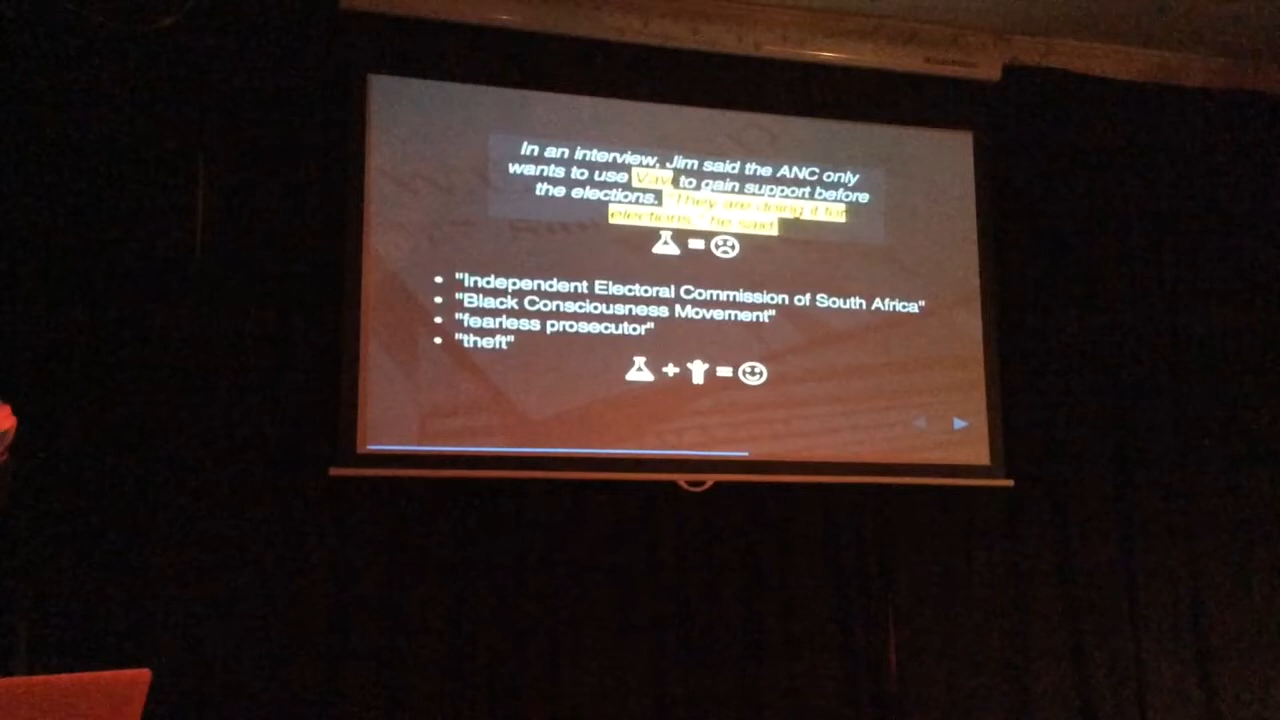 In an interview, Jim said the ANC only
wants to use Vavi to gain support before
the elections. "They are doing it for
elections," he said.
=
• "Independent Electoral Commission of South Africa"
• "Black Consciousness Movement"
• "fearless prosecutor"
• "theft"
+ =